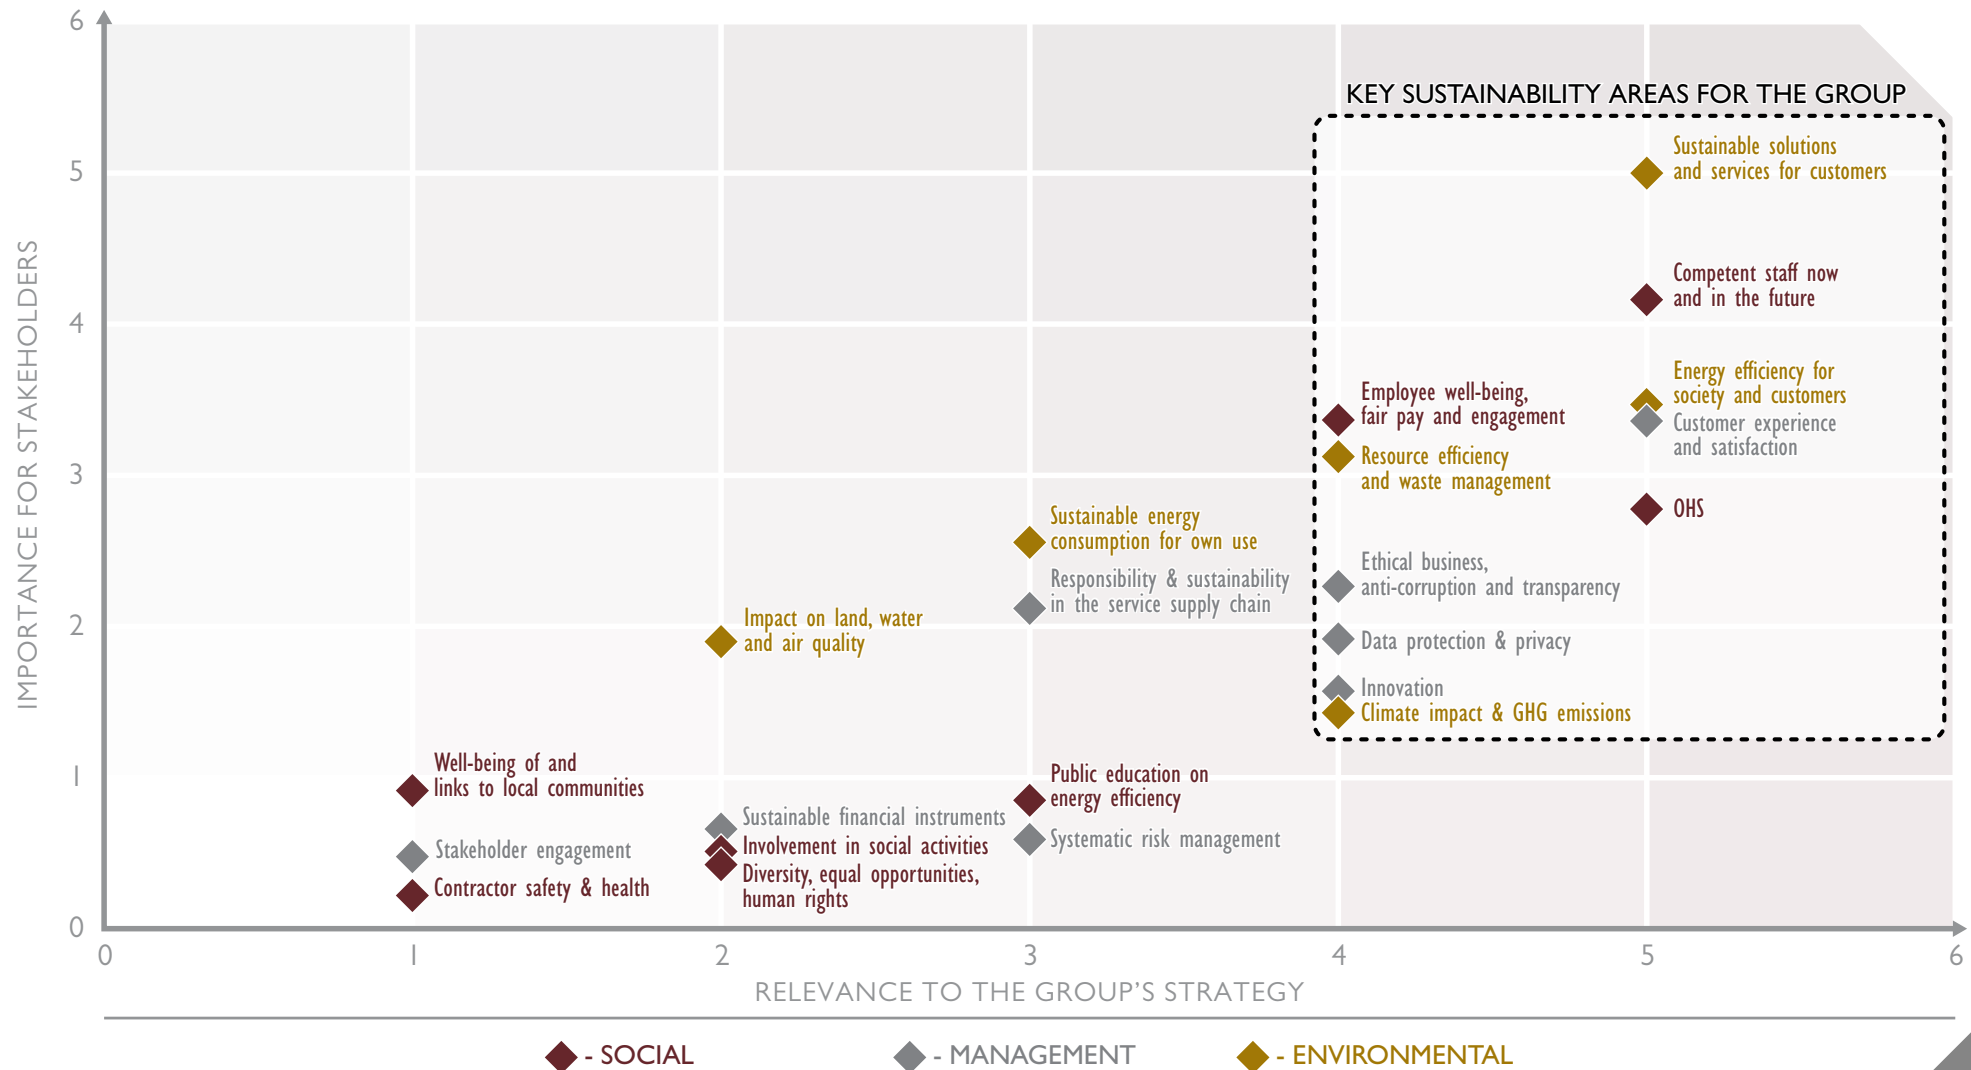 6
KEY SUSTAINABILITY AREAS FOR THE GROUP
Sustainable solutions
and services for customers
5
Competent staff now
and in the future
4
Energy efficiency for
society and customers
Customer experience
and satisfaction
Employee well-being,
fair pay and engagement
Resource efficiency
and waste management
3
OHS
Sustainable energy
consumption for own use
Responsibility & sustainability
in the service supply chain
Ethical business,
anti-corruption and transparency
2
Impact on land, water
and air quality
Data protection & privacy
Innovation
Climate impact & GHG emissions
1
Well-being of and
links to local communities
Public education on
energy efficiency
Sustainable financial instruments
Systematic risk management
Stakeholder engagement
Involvement in social activities
Contractor safety & health
Diversity, equal opportunities,
human rights
0
IMPORTANCE FOR STAKEHOLDERS
0 1 2 3 4 5 6
RELEVANCE TO THE GROUP'S STRATEGY
- SOCIAL - MANAGEMENT - ENVIRONMENTAL